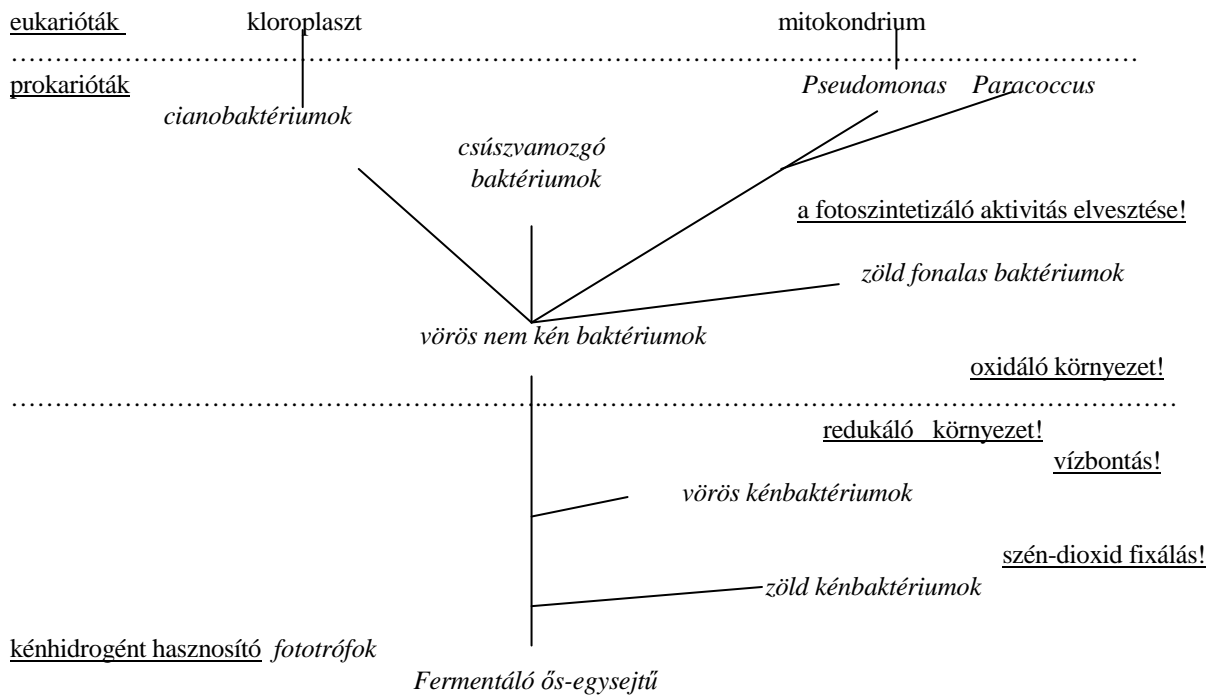 eukarióták kloroplaszt mitokondrium
prokarióták Pseudomonas Paracoccus
cianobaktériumok
csúszvamozgó
baktériumok
a fotoszintetizáló aktivitás elvesztése!
zöld fonalas baktériumok
vörös nem kén baktériumok
oxidáló környezet!
redukáló környezet!
vízbontás!
vörös kénbaktériumok
szén-dioxid fixálás!
zöld kénbaktériumok
kénhidrogént hasznosító fototrófok
Fermentáló ős-egysejtű